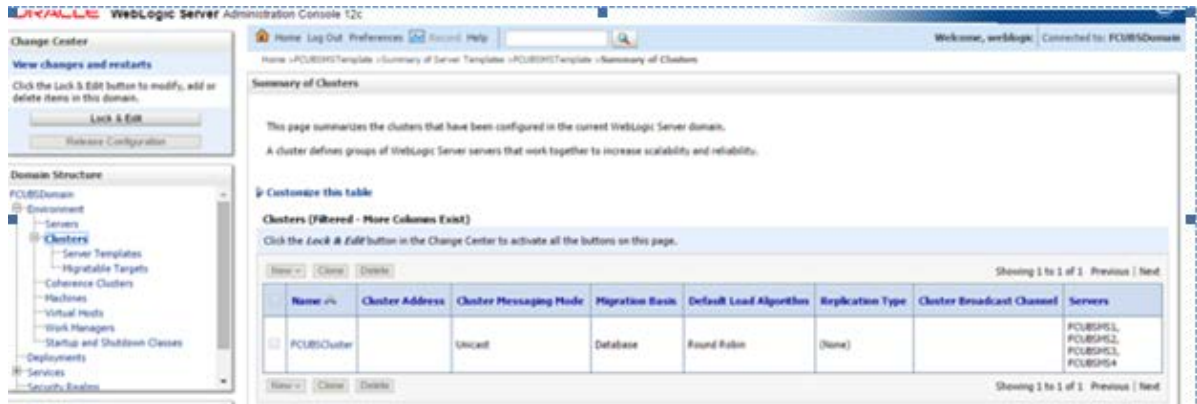 ORACLE WebLogic Server Administration Console 12c
Change Center
View changes and restarts
Click the Lock & Edit button to modify, add or
delete items in this domain.
Lock & Edit
Release Configuration
Domain Structure
FCUBSDomain
Environment
Servers
Clusters
Server Templates
Migratable Targets
Coherence Clusters
Machines
Virtual Hosts
Work Managers
Startup and Shutdown Classes
Deployments
Services
Security Realms
Home Log Out Preferences Record Help
Welcome, weblogic Connected to: FCUBSDomain
Home >FCUBSMSTemplate >Summary of Server Templates >FCUBSMSTemplate >Summary of Clusters
Summary of Clusters
This page summarizes the clusters that have been configured in the current WebLogic Server domain.
A cluster defines groups of WebLogic Server servers that work together to increase scalability and reliability.
Customize this table
Clusters (Filtered - More Columns Exist)
Click the Lock & Edit button in the Change Center to activate all the buttons on this page.
New Clone Delete
Showing 1 to 1 of 1 Previous | Next
Name Cluster Address Cluster Messaging Mode Migration Basis Default Load Algorithm Replication Type Cluster Broadcast Channel Servers
FCUBSCluster Unicast Database Round Robin (None) FCUBSMS1,
FCUBSMS2,
FCUBSMS3,
FCUBSMS4
New Clone Delete
Showing 1 to 1 of 1 Previous | Next